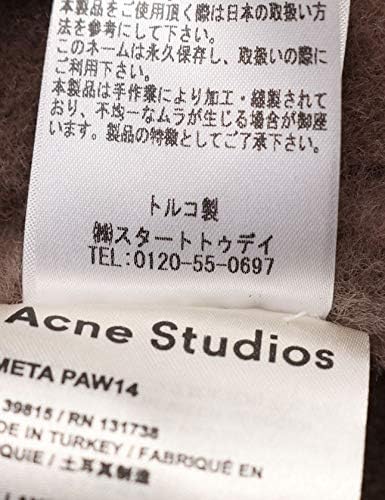 本製品をご使用頂く際は日本の取扱い方
法を参考にして下さい。
このネームは永久保存し、取扱いの際に
ご利用下さい。
本製品は手作業により加工・縫製されて
おり、不均一なムラが生じる場合が御座
います。製品の特徴としてご了承下さい。
トルコ製
㈱スタートトゥデイ
TEL:0120-55-0697
Acne Studios
META PAW14
39815 / RN 131738
DE IN TURKEY / FABRIQUÉ EN
QUIE / 土耳其制造